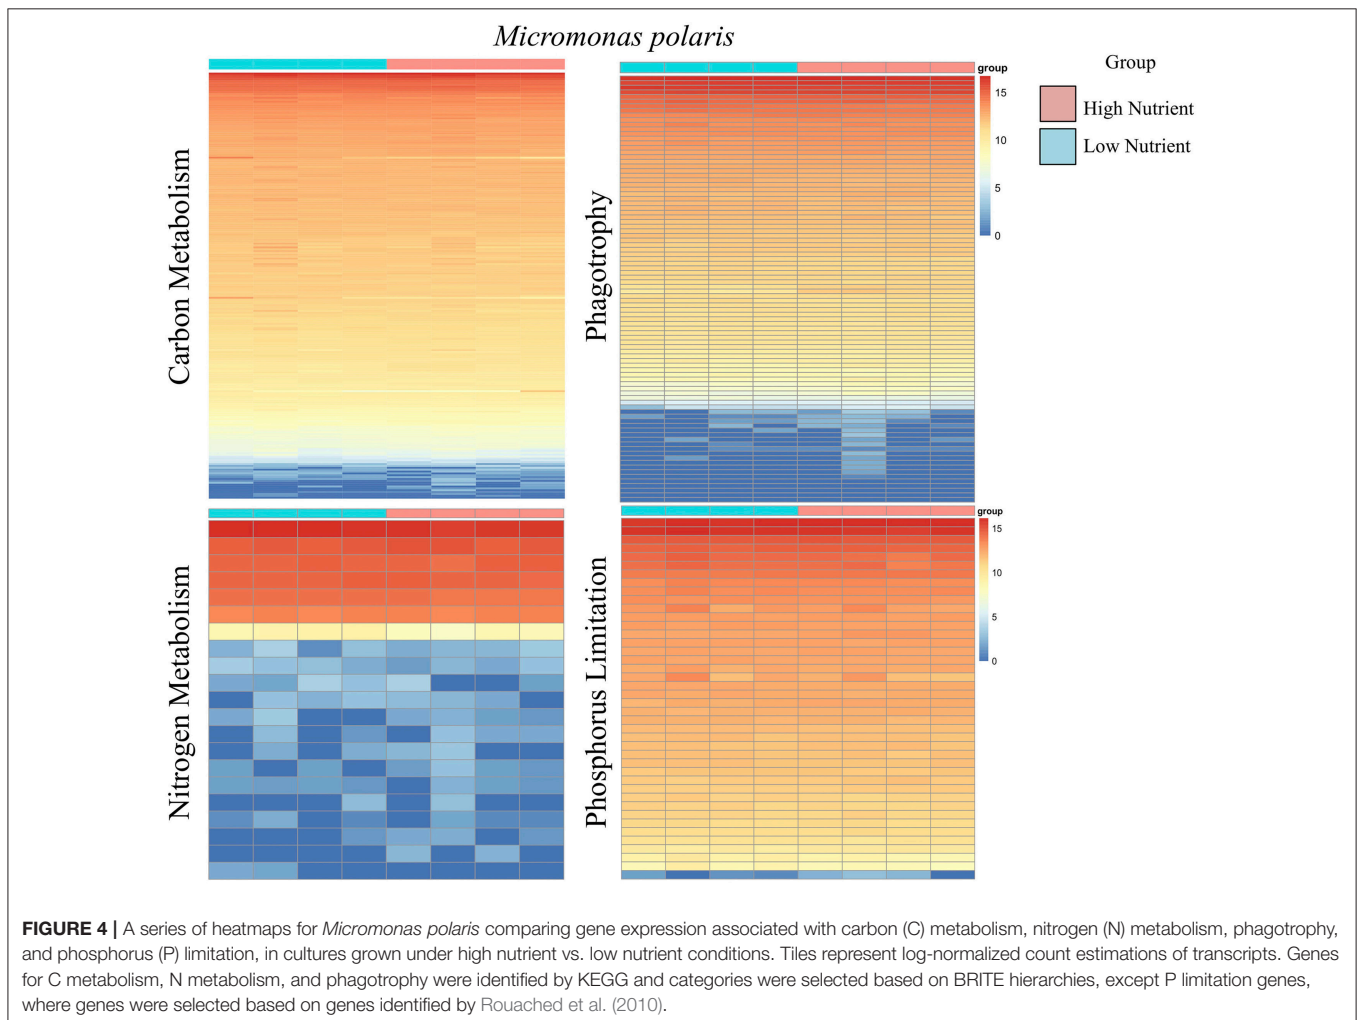 Micromonas polaris
Group
High Nutrient
Low Nutrient
Carbon Metabolism
Phagotrophy
group
15
10
5
0
Nitrogen Metabolism
Phosphorus Limitation
group
15
10
5
0
FIGURE 4 | A series of heatmaps for Micromonas polaris comparing gene expression associated with carbon (C) metabolism, nitrogen (N) metabolism, phagotrophy,
and phosphorus (P) limitation, in cultures grown under high nutrient vs. low nutrient conditions. Tiles represent log-normalized count estimations of transcripts. Genes
for C metabolism, N metabolism, and phagotrophy were identified by KEGG and categories were selected based on BRITE hierarchies, except P limitation genes,
where genes were selected based on genes identified by Rouached et al. (2010).